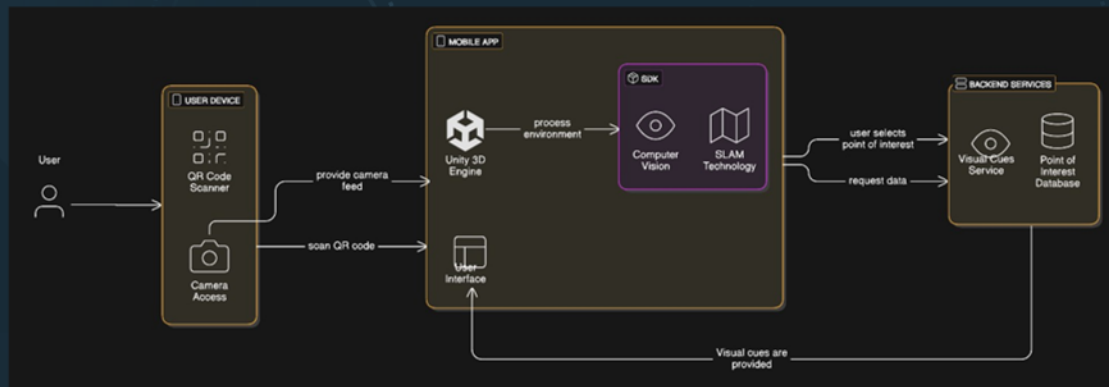 MOBILE APP
SDK
USER DEVICE
BACKEND SERVICES
User
QR Code
Scanner
provide camera
feed
Unity 3D
Engine
process
environment
Computer
Vision
SLAM
Technology
user selects
point of interest
request data
Visual Cues
Service
Point of
Interest
Database
scan QR code
Camera
Access
User
Interface
Visual cues are
provided